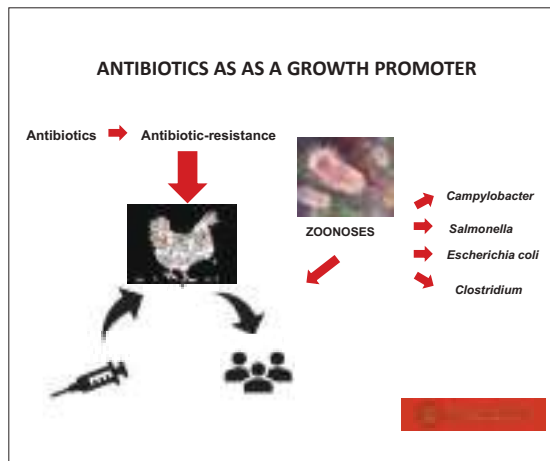 ANTIBIOTICS AS AS A GROWTH PROMOTER
Antibiotics
Antibiotic-resistance
ZOONOSES
Campylobacter
Salmonella
Escherichia coli
Clostridium